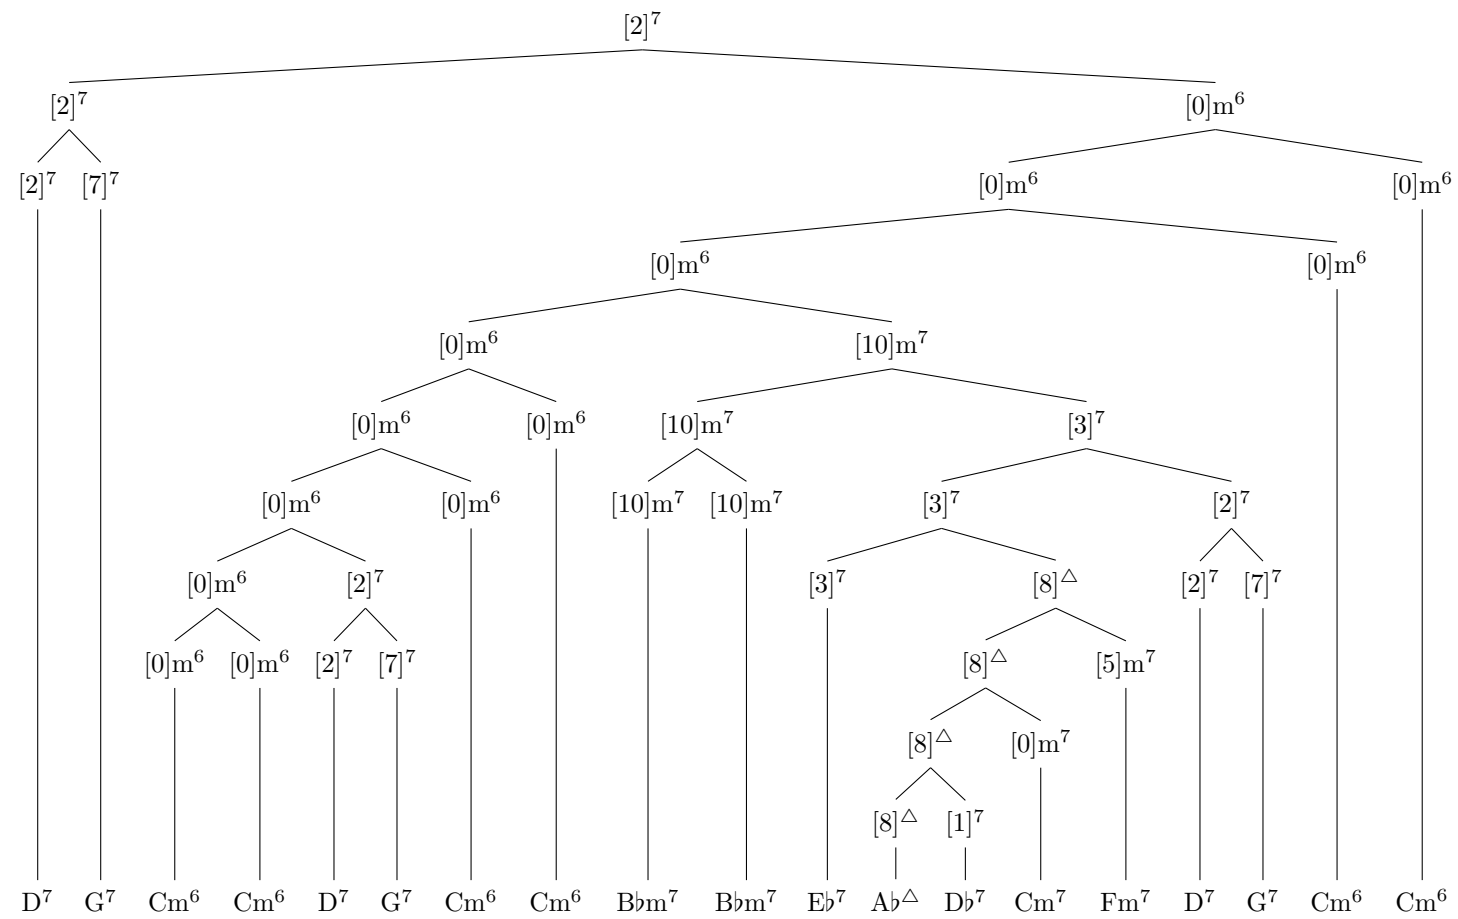 [2]⁷
[2]⁷ [0]m⁶
[2]⁷ [7]⁷ [0]m⁶ [0]m⁶
[0]m⁶ [0]m⁶
[0]m⁶ [10]m⁷
[0]m⁶ [0]m⁶ [10]m⁷ [3]⁷
[0]m⁶ [0]m⁶ [10]m⁷ [10]m⁷ [3]⁷ [2]⁷
[0]m⁶ [2]⁷ [3]⁷ [8]△ [2]⁷ [7]⁷
[0]m⁶ [0]m⁶ [2]⁷ [7]⁷ [8]△ [5]m⁷
[8]△ [0]m⁷
[8]△ [1]⁷
D⁷ G⁷ Cm⁶ Cm⁶ D⁷ G⁷ Cm⁶ Cm⁶ B♭m⁷ B♭m⁷ E♭⁷ A♭△ D♭⁷ Cm⁷ Fm⁷ D⁷ G⁷ Cm⁶ Cm⁶